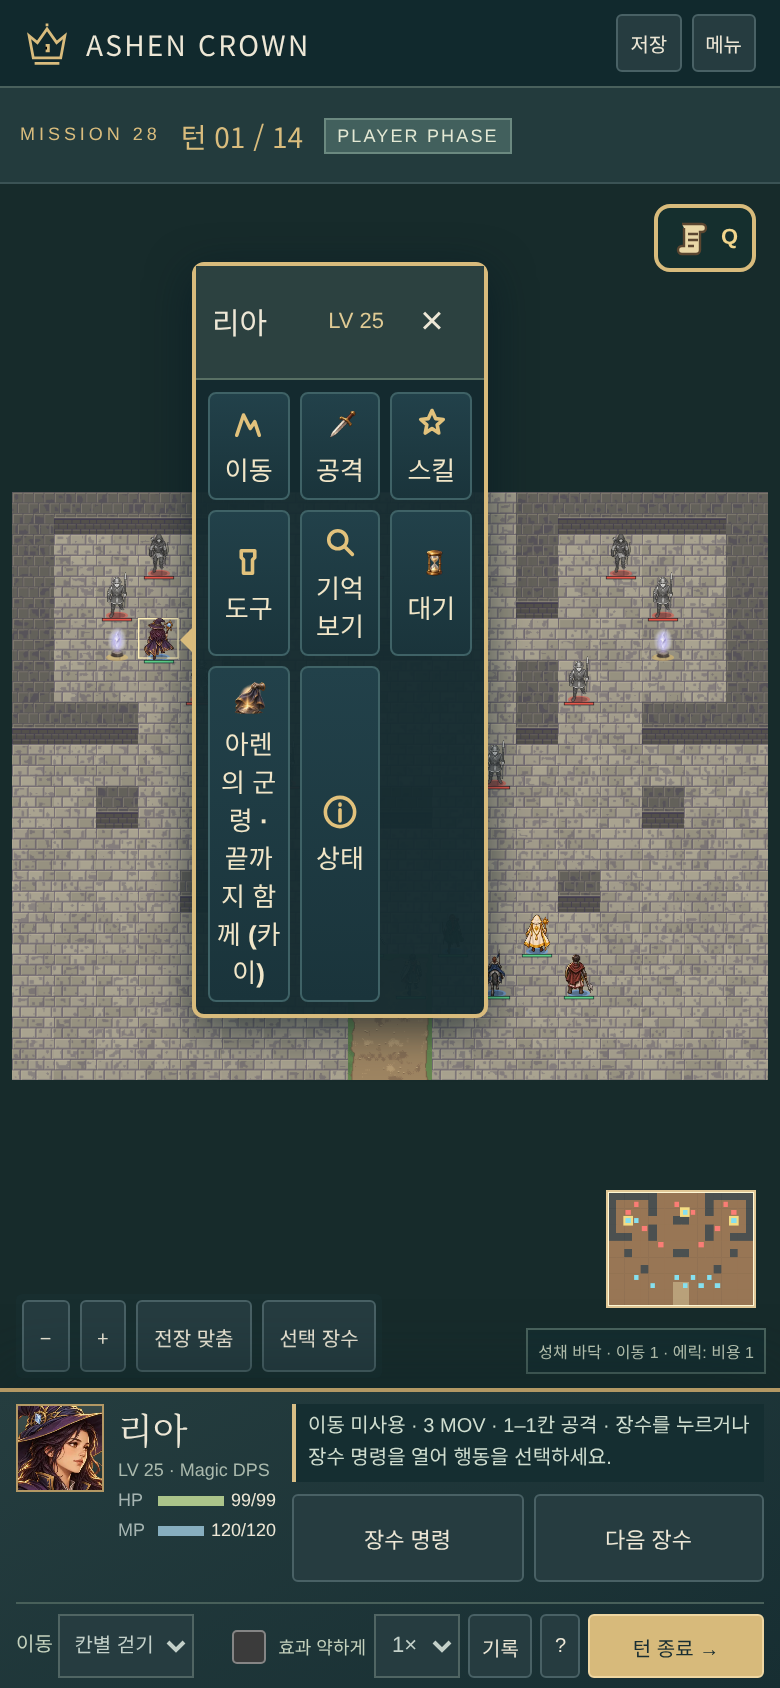 ASHEN CROWN
저장
메뉴
MISSION 28
턴 01 / 14
PLAYER PHASE
Q
리아
LV 25
✕
이동
공격
스킬
도구
기억
보기
대기
아렌
의 군
령 ·
끝까
지 함
께 (카
이)
상태
−
+
전장 맞춤
선택 장수
성채 바닥 · 이동 1 · 에릭: 비용 1
리아
LV 25 · Magic DPS
HP 99/99
MP 120/120
이동 미사용 · 3 MOV · 1–1칸 공격 · 장수를 누르거나
장수 명령을 열어 행동을 선택하세요.
장수 명령
다음 장수
이동
칸별 걷기
효과 약하게
1×
기록
?
턴 종료 →